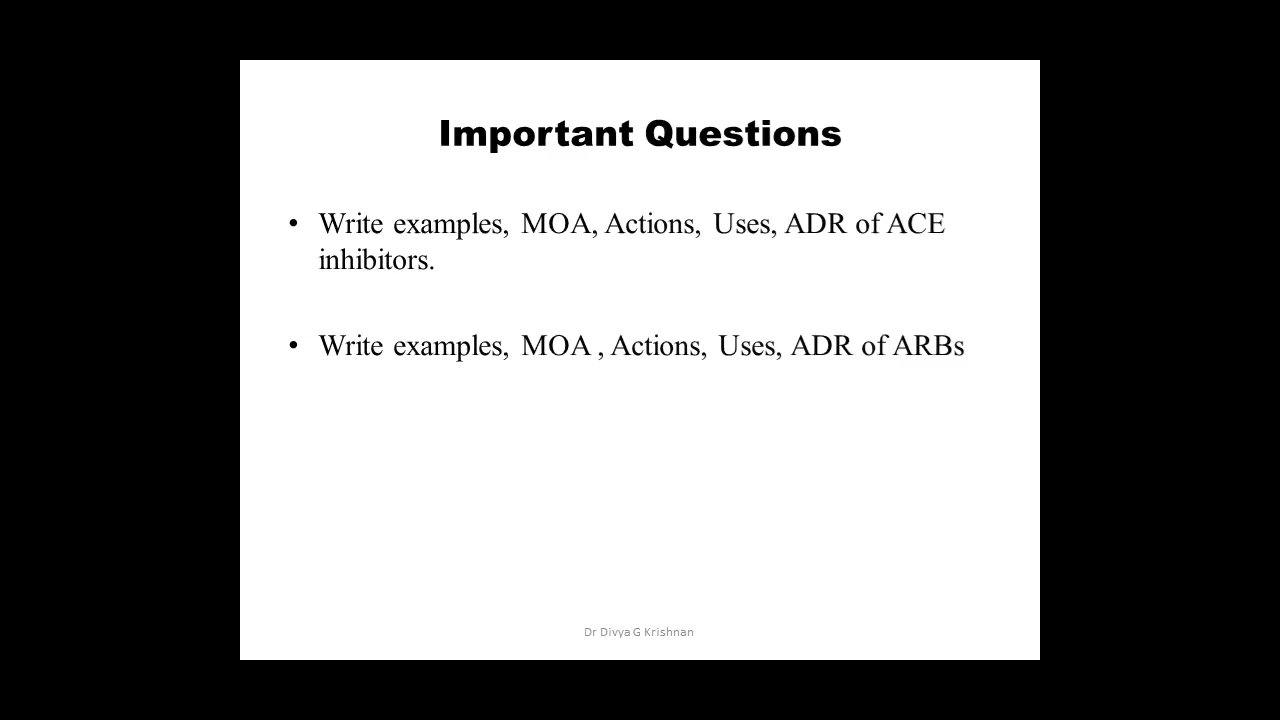 Important Questions
• Write examples, MOA, Actions, Uses, ADR of ACE
inhibitors.
• Write examples, MOA , Actions, Uses, ADR of ARBs
Dr Divya G Krishnan